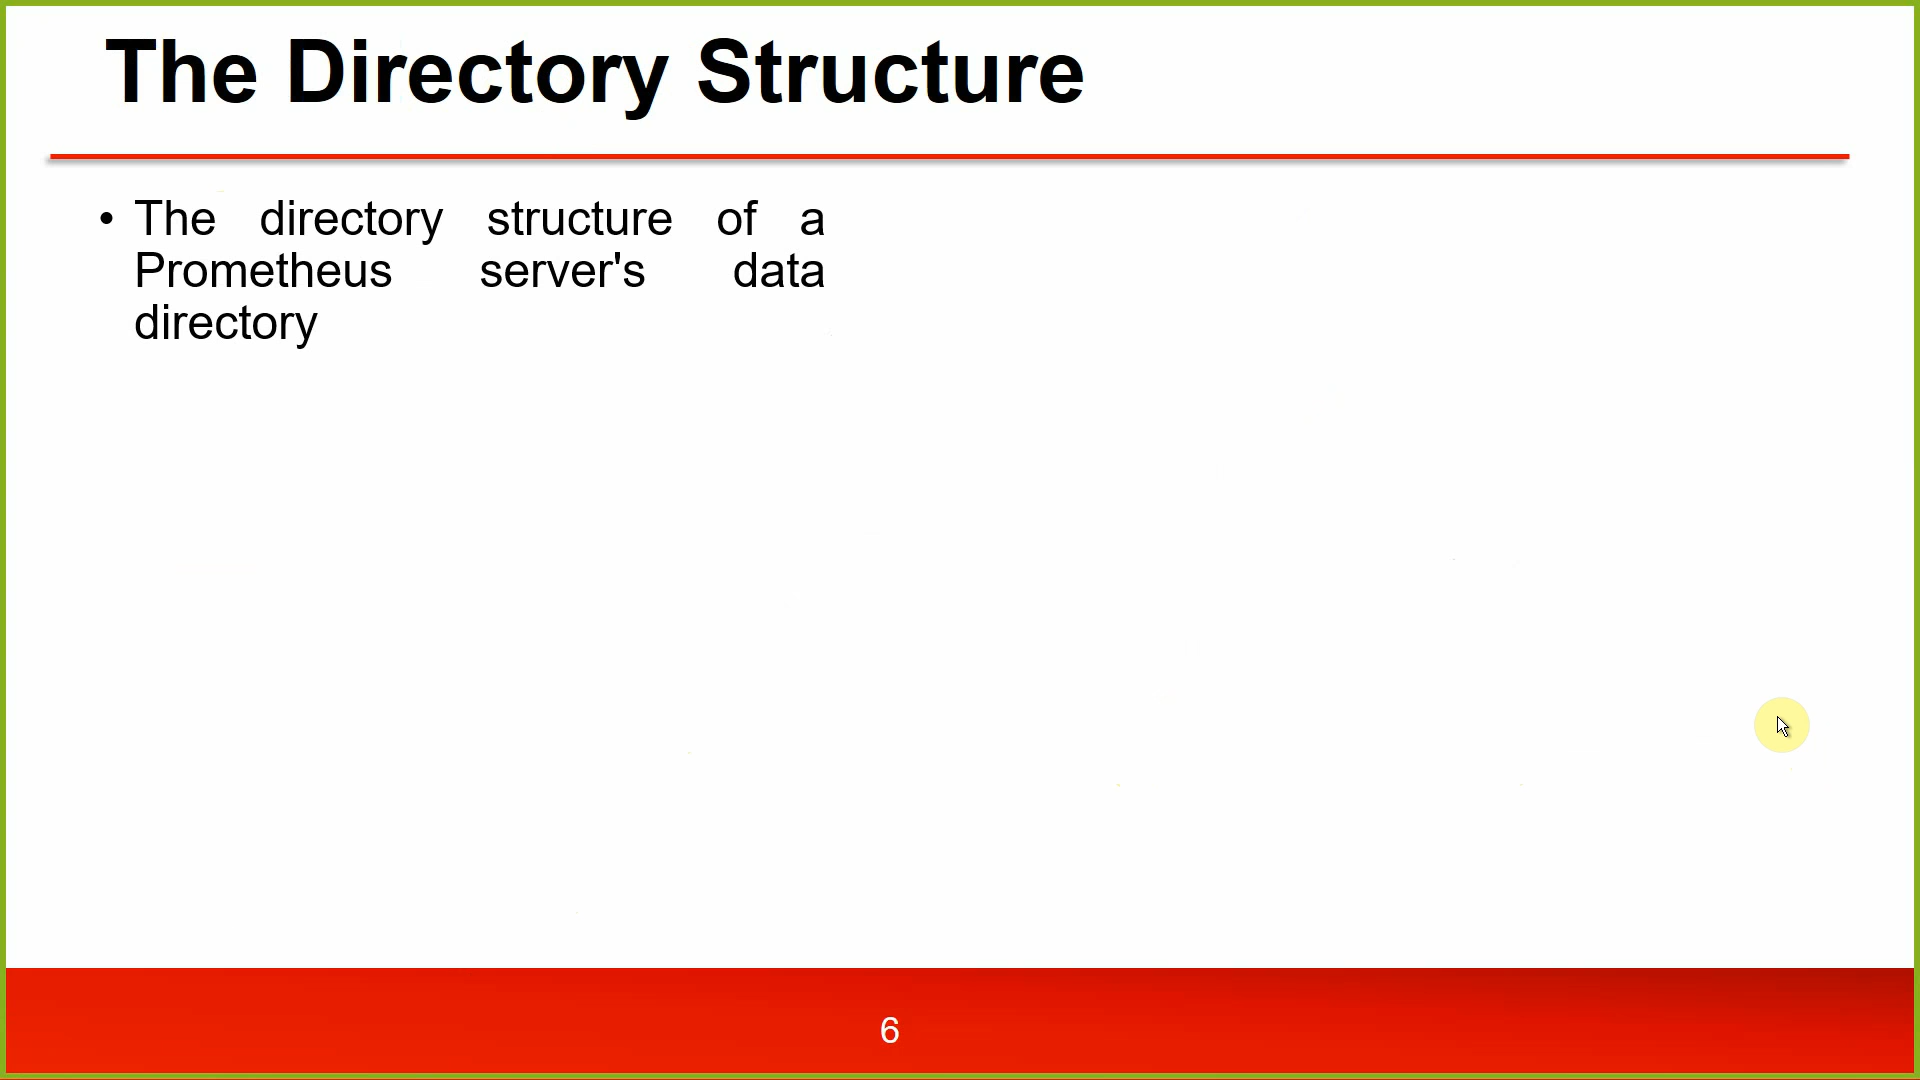 The Directory Structure
• The directory structure of a
Prometheus server's data
directory
6